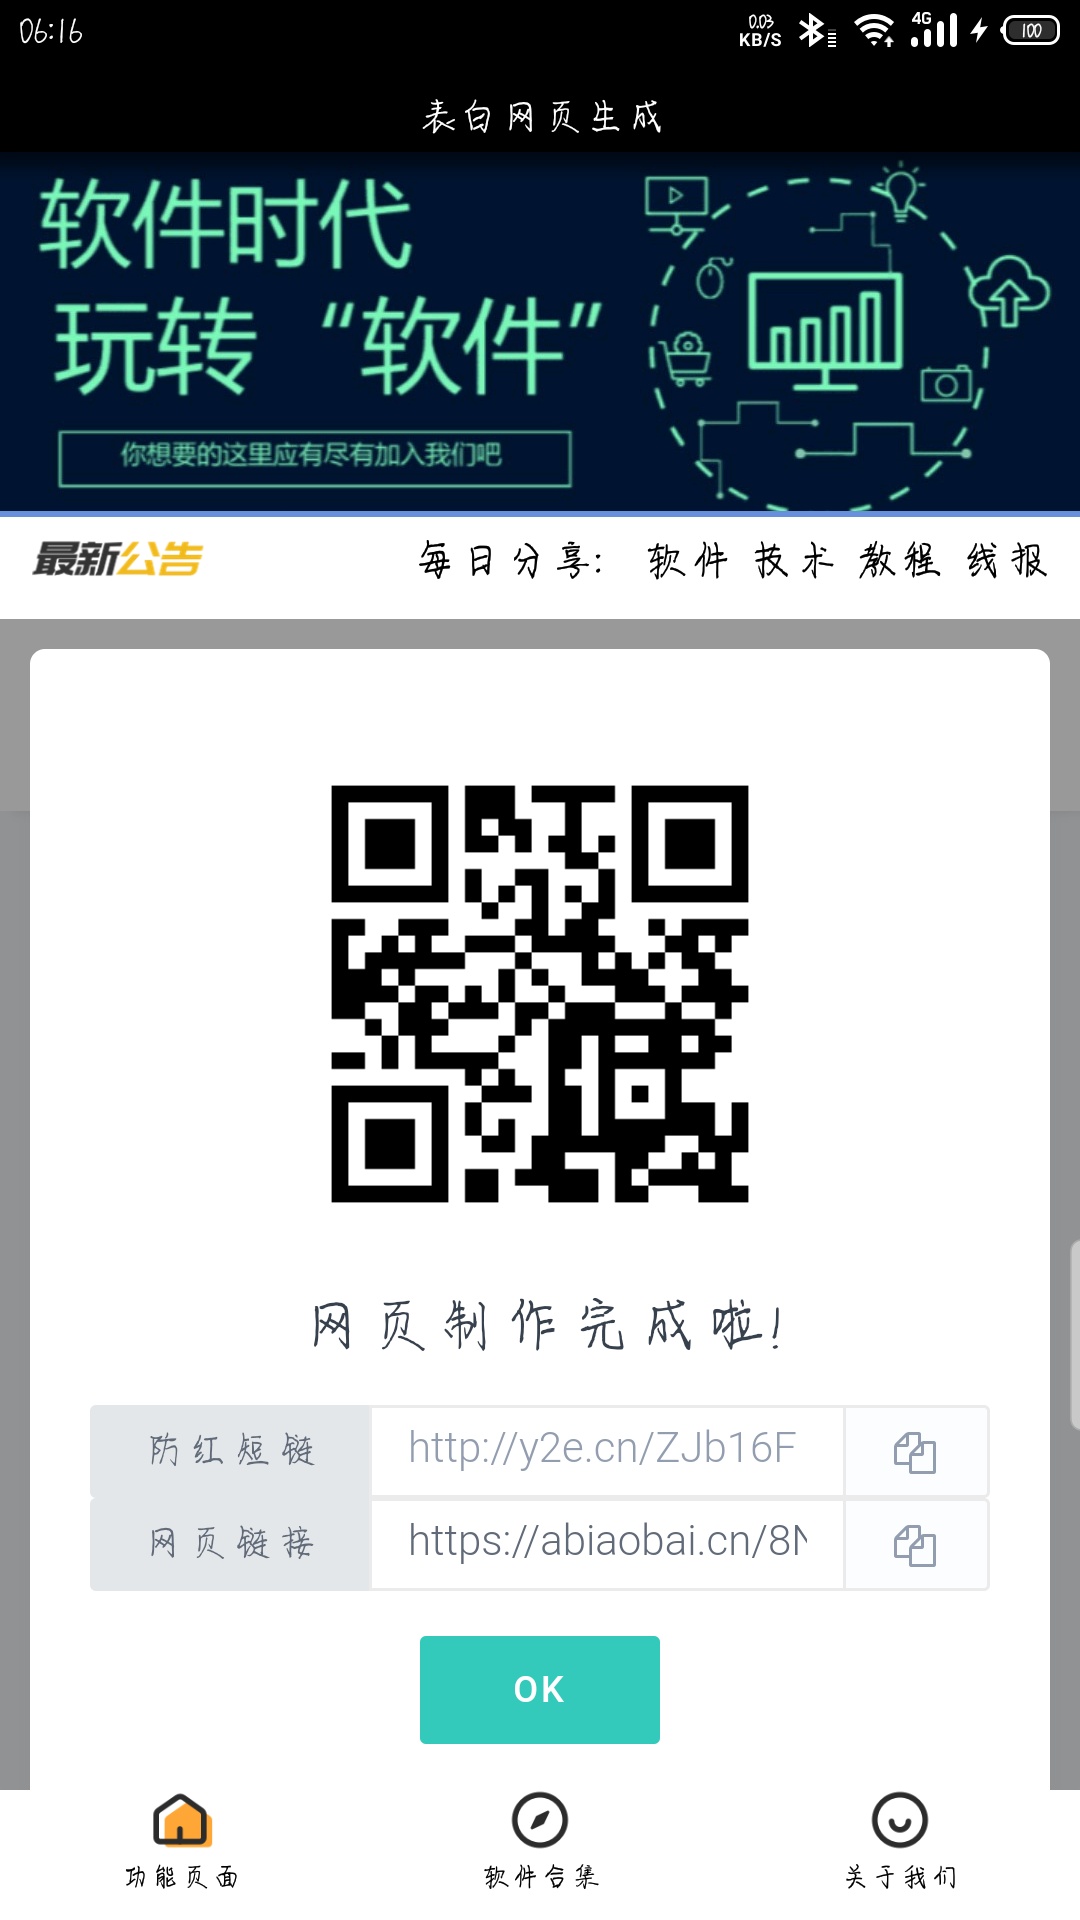 06:16
0.03
KB/S
4G
100
表白网页生成
软件时代
玩转“软件”
你想要的这里应有尽有加入我们吧
最新公告
每日分享: 软件 技术 教程 线报
网页制作完成啦!
防红短链
http://y2e.cn/ZJb16F
网页链接
https://abiaobai.cn/8
OK
功能页面
软件合集
关于我们